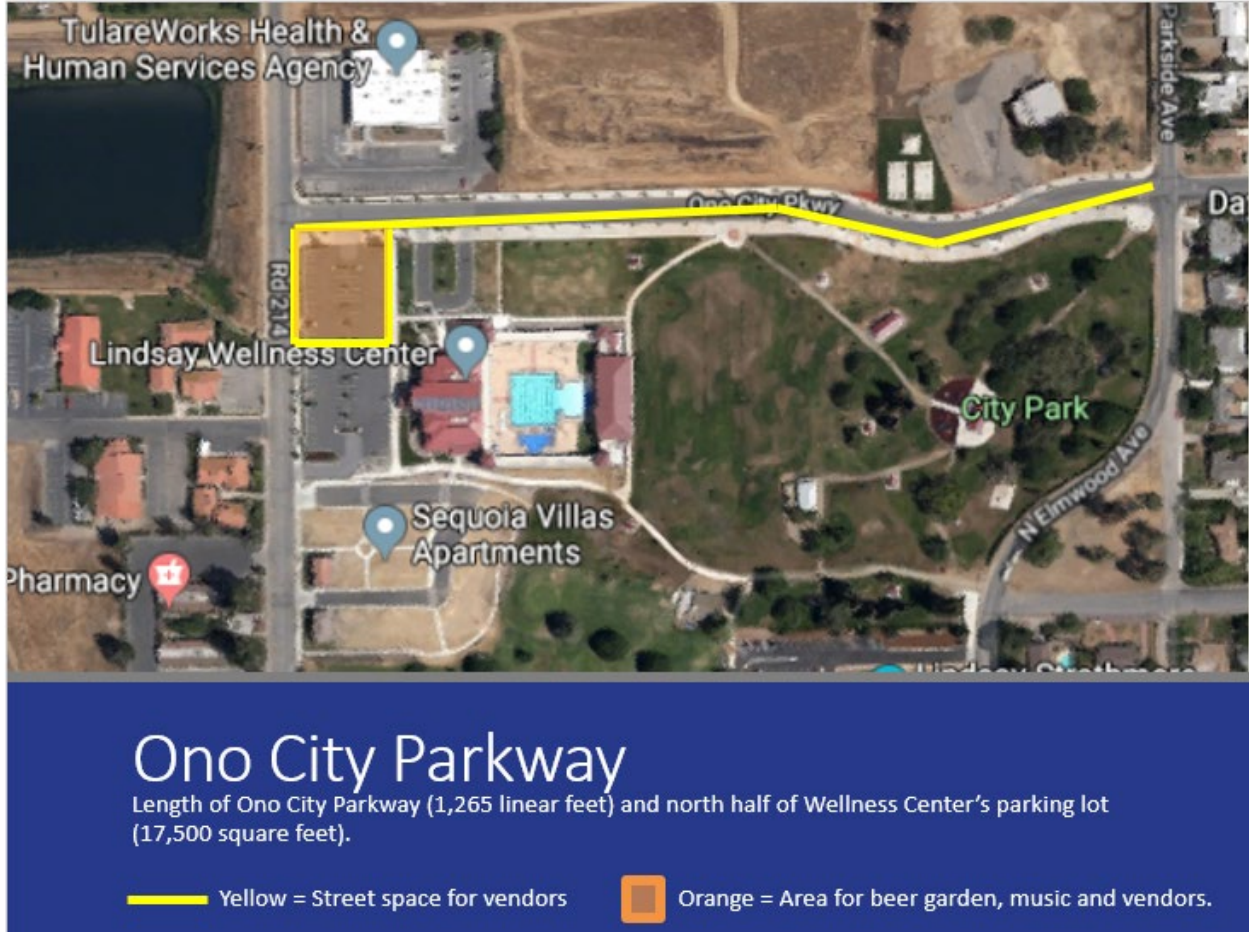 TulareWorks Health &
Human Services Agency
Parkside Ave
Ono City Pkwy
Da
Rd 214
Lindsay Wellness Center
City Park
N Elmwood Ave
Sequoia Villas
Apartments
Pharmacy
Lindsay Strathmore
Ono City Parkway
Length of Ono City Parkway (1,265 linear feet) and north half of Wellness Center’s parking lot
(17,500 square feet).
Yellow = Street space for vendors
Orange = Area for beer garden, music and vendors.